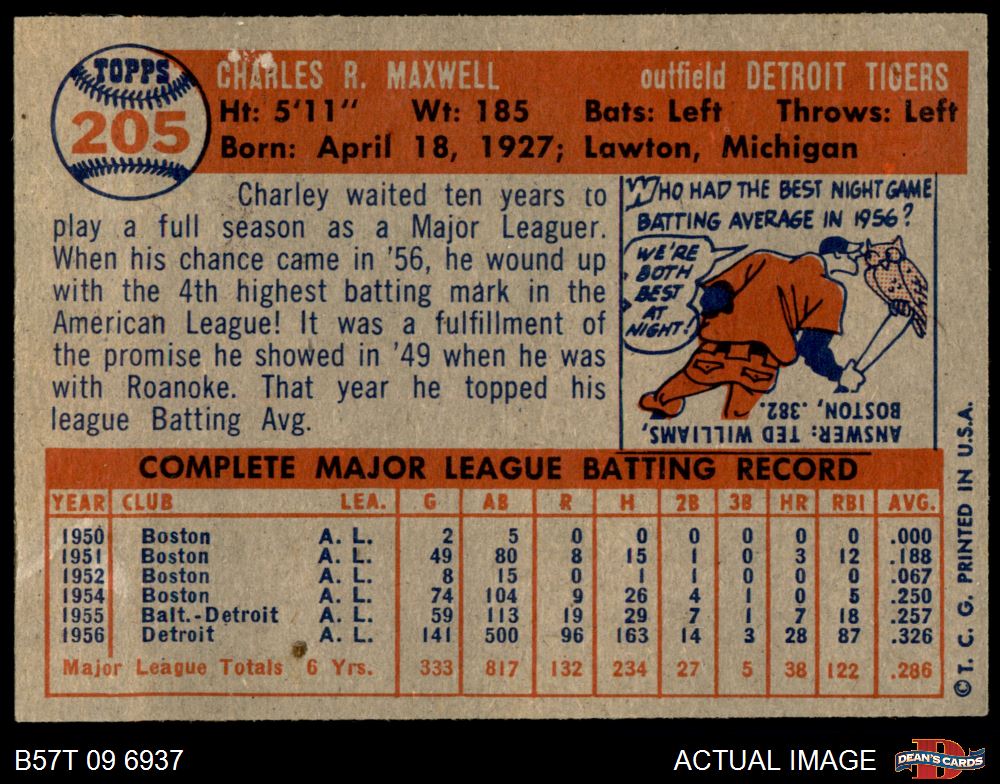 TOPPS
205
CHARLES R. MAXWELL outfield DETROIT TIGERS
Ht: 5'11" Wt: 185 Bats: Left Throws: Left
Born: April 18, 1927; Lawton, Michigan
Charley waited ten years to
play a full season as a Major Leaguer.
When his chance came in '56, he wound up
with the 4th highest batting mark in the
American League! It was a fulfillment of
the promise he showed in '49 when he was
with Roanoke. That year he topped his
league Batting Avg.
WHO HAD THE BEST NIGHT GAME
BATTING AVERAGE IN 1956?
WE'RE
BOTH
BEST
AT
NIGHT!
ANSWER: TED WILLIAMS,
BOSTON, .382.
COMPLETE MAJOR LEAGUE BATTING RECORD
YEAR CLUB LEA. G AB R H 2B 3B HR RBI AVG.
1950 Boston A. L. 2 5 0 0 0 0 0 0 .000
1951 Boston A. L. 49 80 8 15 1 0 3 12 .188
1952 Boston A. L. 8 15 0 1 1 0 0 0 .067
1954 Boston A. L. 74 104 9 26 4 1 0 5 .250
1955 Balt.-Detroit A. L. 59 113 19 29 7 1 7 18 .257
1956 Detroit A. L. 141 500 96 163 14 3 28 87 .326
Major League Totals 6 Yrs. 333 817 132 234 27 5 38 122 .286
©T. C. G. PRINTED IN U.S.A.
B57T 09 6937
ACTUAL IMAGE
DEAN'S CARDS